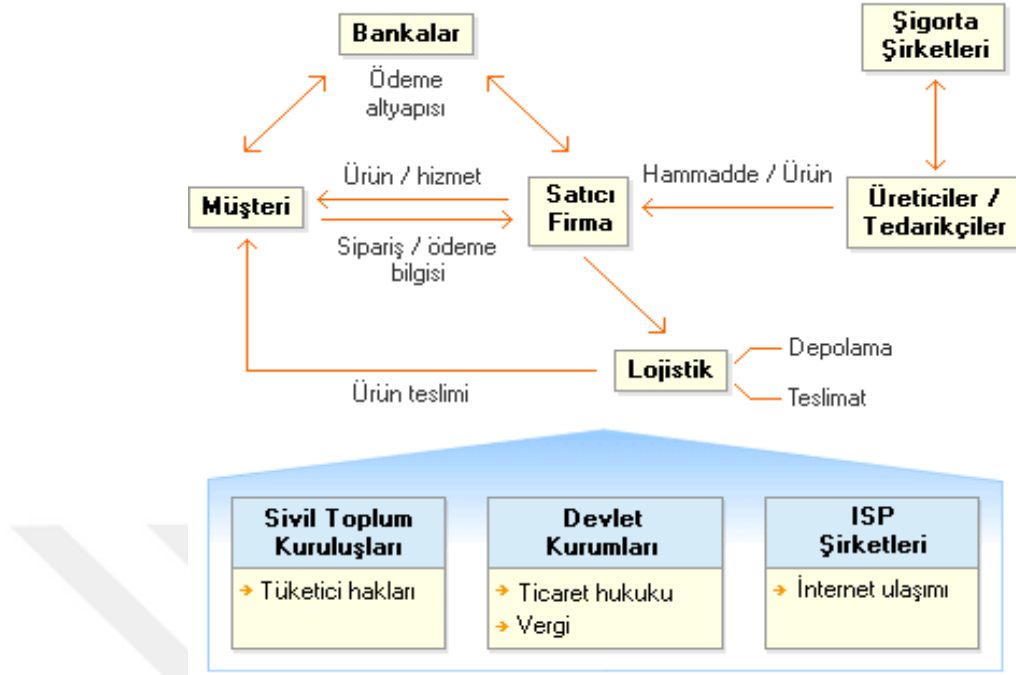 Bankalar
Şigorta
Şirketleri
Ödeme
altyapısı
Ürün / hizmet
Hammadde / Ürün
Müşteri
Satıcı
Firma
Üreticiler /
Tedarikçiler
Sipariş / ödeme
bilgisi
Lojistik
Depolama
Teslimat
Ürün teslimi
Sivil Toplum
Kuruluşları
Tüketici hakları
Devlet
Kurumları
Ticaret hukuku
Vergi
ISP
Şirketleri
İnternet ulaşımı